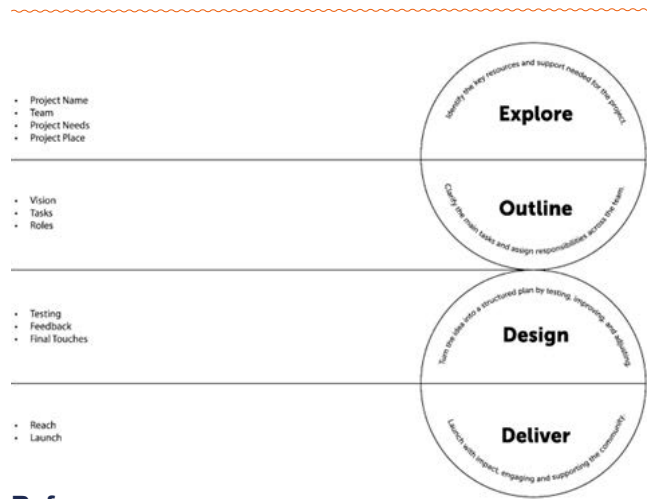 • Project Name
• Team
• Project Needs
• Project Place
Identify the key resources and support needed for the project.
Explore
• Vision
• Tasks
• Roles
Outline
Clarify the main tasks and assign responsibilities across the team.
• Testing
• Feedback
• Final Touches
Turn the idea into a structured plan by testing, improving, and adjusting.
Design
• Reach
• Launch
Deliver
Launch with impact, engaging and supporting the community.